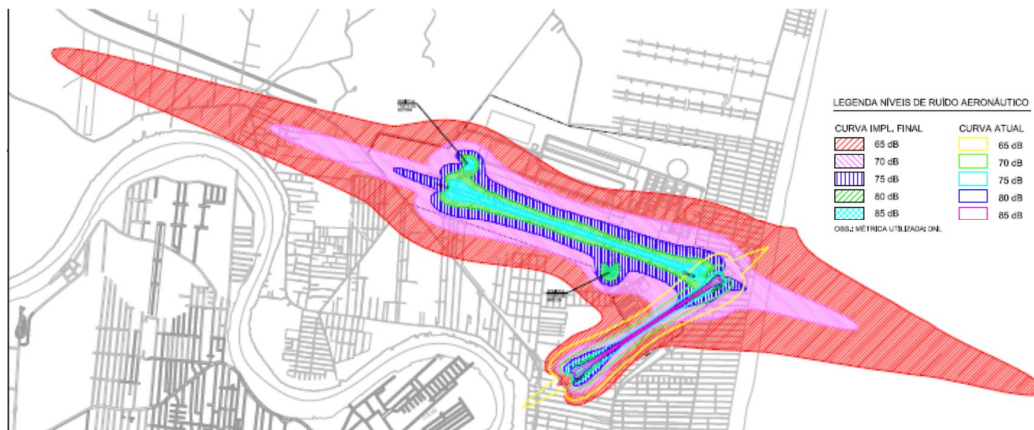 LEGENDA NÍVEIS DE RUÍDO AERONÁUTICO
CURVA IMPL. FINAL
65 dB
70 dB
75 dB
80 dB
85 dB
CURVA ATUAL
65 dB
70 dB
75 dB
80 dB
85 dB
OBS.: MÉTRICA UTILIZADA: DNL